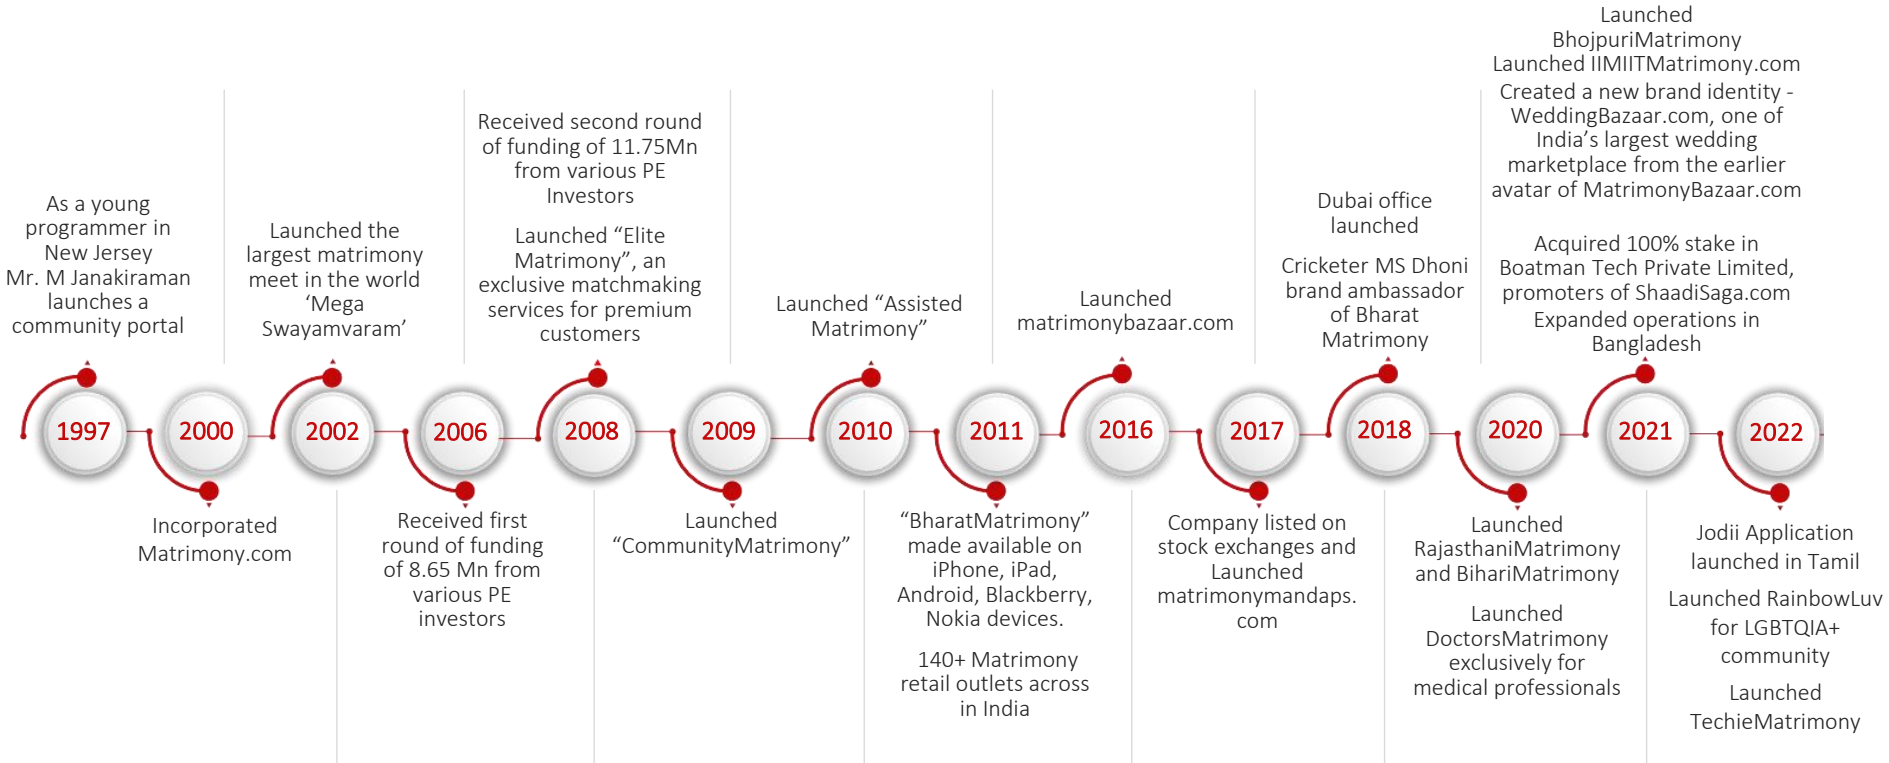 As a young
programmer in
New Jersey
Mr. M Janakiraman
launches a
community portal
1997
2000
Incorporated
Matrimony.com
Launched the
largest matrimony
meet in the world
‘Mega
Swayamvaram’
2002
2006
Received first
round of funding
of 8.65 Mn from
various PE
investors
Received second round
of funding of 11.75Mn
from various PE
Investors
Launched “Elite
Matrimony”, an
exclusive matchmaking
services for premium
customers
2008
2009
Launched
“CommunityMatrimony”
Launched “Assisted
Matrimony”
2010
2011
“BharatMatrimony”
made available on
iPhone, iPad,
Android, Blackberry,
Nokia devices.
140+ Matrimony
retail outlets across
in India
Launched
matrimonybazaar.com
2016
2017
Company listed on
stock exchanges and
Launched
matrimonymandaps.
com
Dubai office
launched
Cricketer MS Dhoni
brand ambassador
of Bharat
Matrimony
2018
2020
Launched
RajasthaniMatrimony
and BihariMatrimony
Launched
DoctorsMatrimony
exclusively for
medical professionals
Launched
BhojpuriMatrimony
Launched IIMIITMatrimony.com
Created a new brand identity -
WeddingBazaar.com, one of
India’s largest wedding
marketplace from the earlier
avatar of MatrimonyBazaar.com
Acquired 100% stake in
Boatman Tech Private Limited,
promoters of ShaadiSaga.com
Expanded operations in
Bangladesh
2021
2022
Jodii Application
launched in Tamil
Launched RainbowLuv
for LGBTQIA+
community
Launched
TechieMatrimony